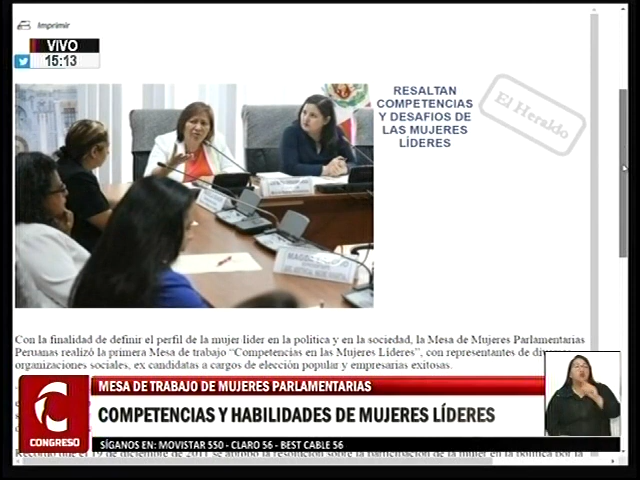 Imprimir
VIVO
15:13
RESALTAN
COMPETENCIAS
Y DESAFIOS DE
LAS MUJERES
LÍDERES
El Heraldo
Con la finalidad de definir el perfil de la mujer líder en la política y en la sociedad, la Mesa de Mujeres Parlamentarias
Peruanas realizó la primera Mesa de trabajo “Competencias en las Mujeres Líderes”, con representantes de
organizaciones sociales, ex candidatas a cargos de elección popular y empresarias exitosas.
MESA DE TRABAJO DE MUJERES PARLAMENTARIAS
COMPETENCIAS Y HABILIDADES DE MUJERES LÍDERES
CONGRESO
SÍGANOS EN: MOVISTAR 550 - CLARO 56 - BEST CABLE 56